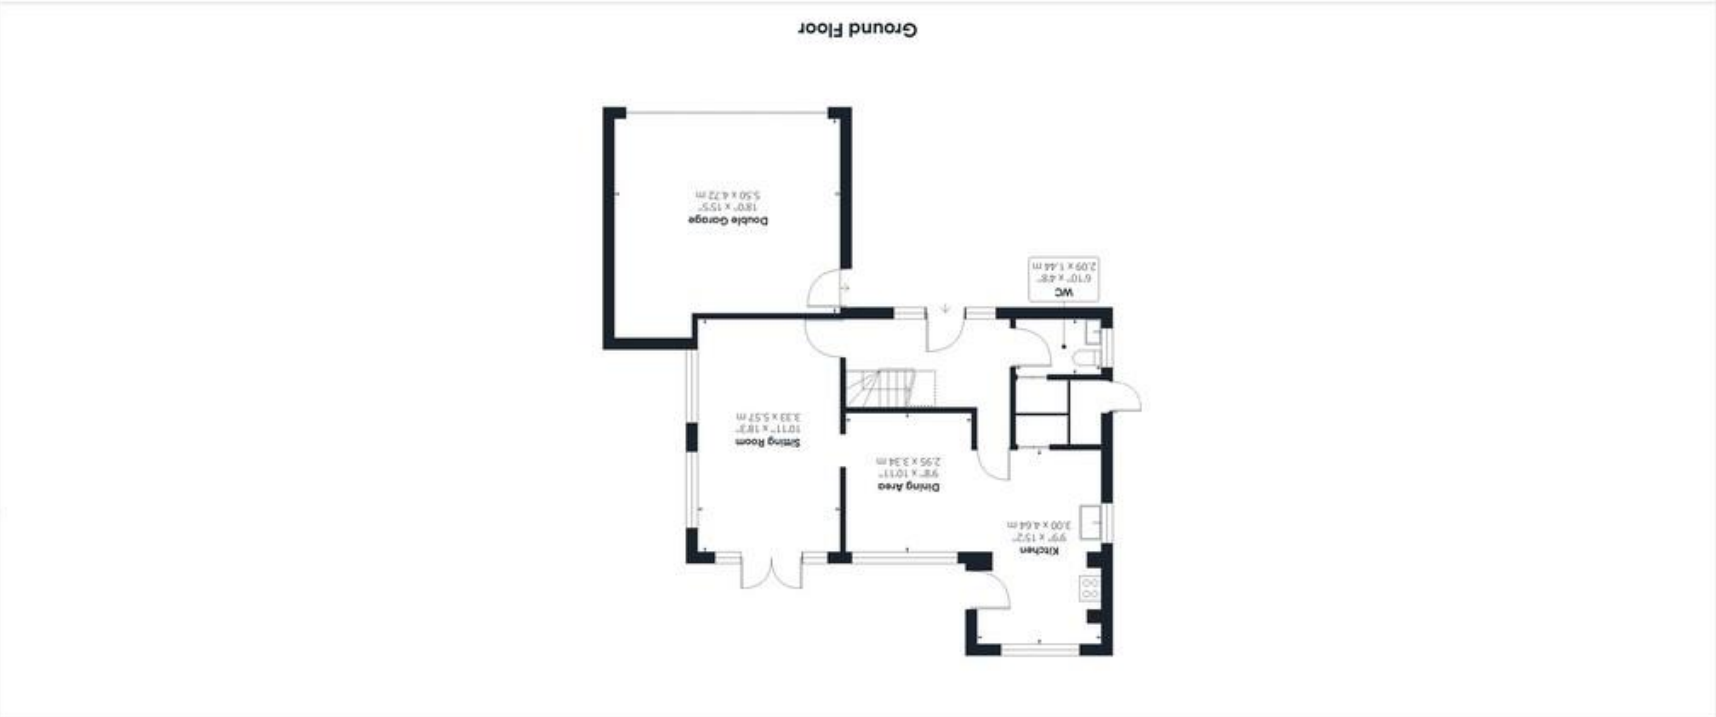 Kitchen
9'9" x 15'2"
3.00 x 4.64 m
Dining Area
9'8" x 10'11"
2.95 x 3.34 m
Sitting Room
10'11" x 18'3"
3.33 x 5.57 m
WC
6'10" x 4'8"
2.09 x 1.44 m
Double Garage
18'0" x 15'5"
5.50 x 4.72 m
Ground Floor